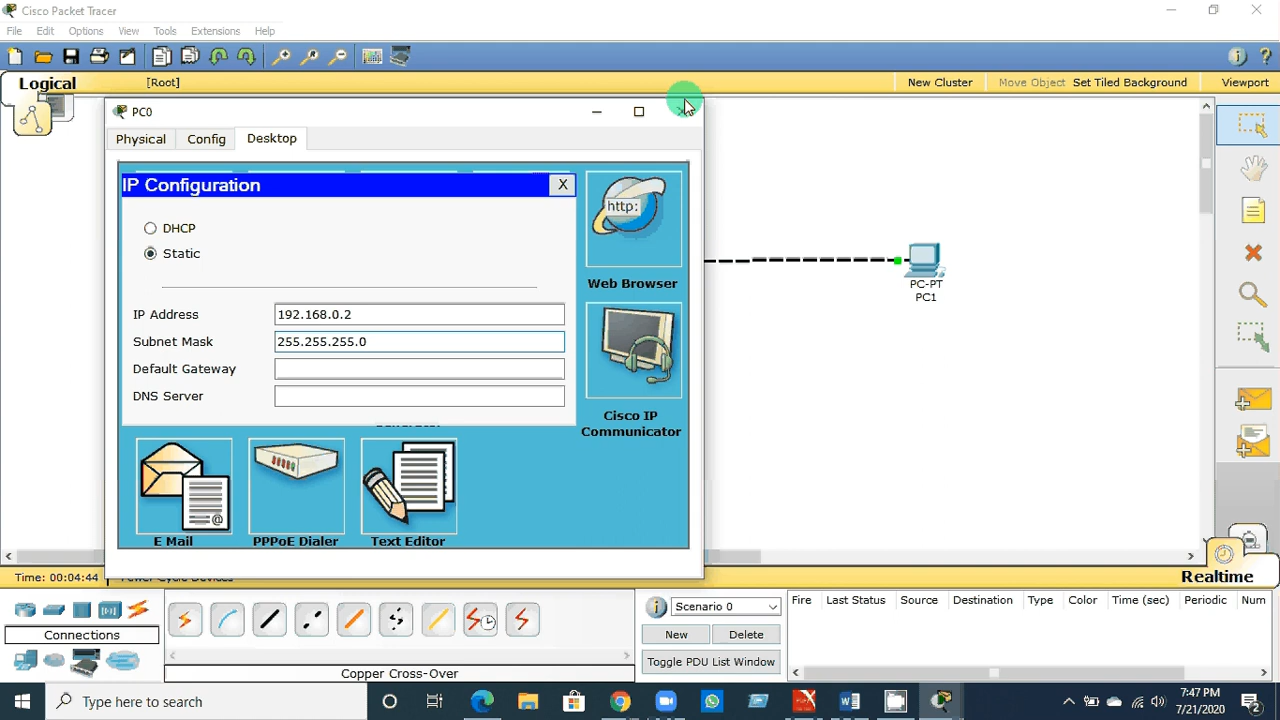 Cisco Packet Tracer
File Edit Options View Tools Extensions Help
Logical [Root] New Cluster Move Object Set Tiled Background Viewport
PC0
Physical Config Desktop
IP Configuration X
http:
DHCP
Static
Web Browser
IP Address 192.168.0.2
Subnet Mask 255.255.255.0
Default Gateway
DNS Server
Cisco IP
Communicator
@
E Mail PPPoE Dialer Text Editor
PC-PT
PC1
Time: 00:04:44 Power Cycle Devices Realtime
Connections
Copper Cross-Over
Scenario 0
New Delete
Toggle PDU List Window
Fire Last Status Source Destination Type Color Time (sec) Periodic Num
Type here to search
7:47 PM
7/21/2020
2